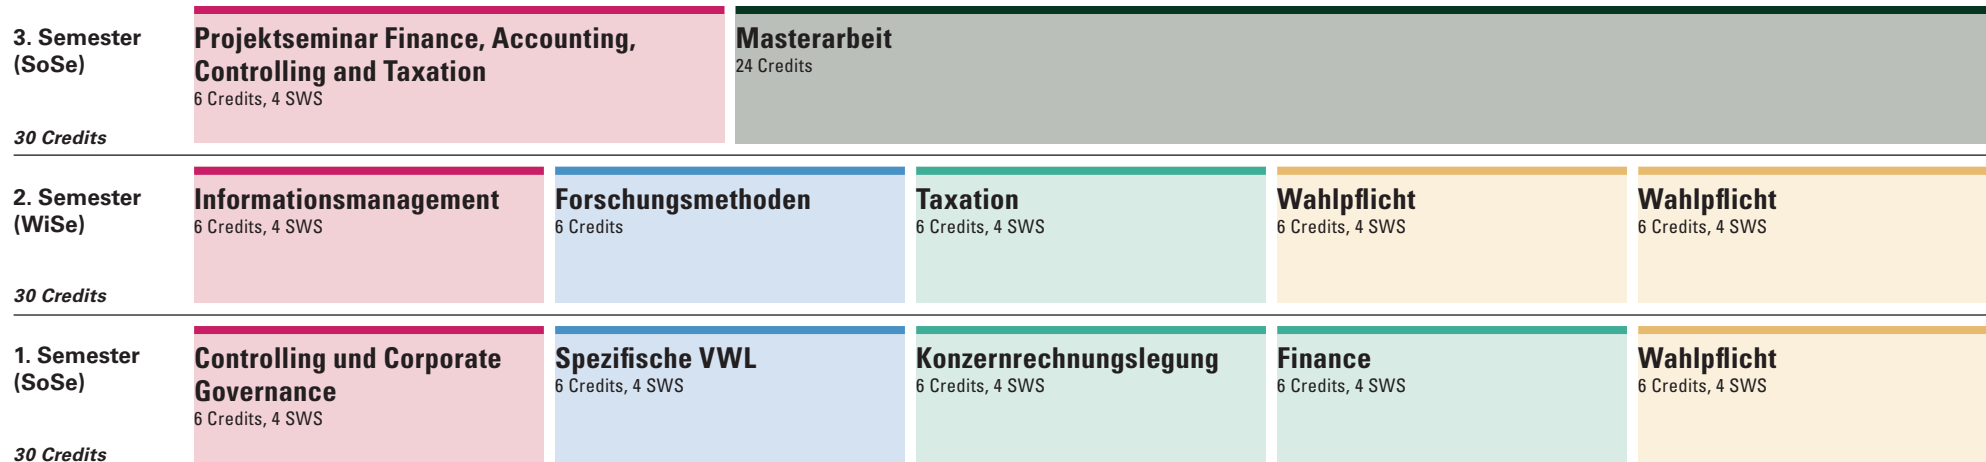 3. Semester
(SoSe)
30 Credits
Projektseminar Finance, Accounting,
Controlling and Taxation
6 Credits, 4 SWS
Masterarbeit
24 Credits
2. Semester
(WiSe)
30 Credits
Informationsmanagement
6 Credits, 4 SWS
Forschungsmethoden
6 Credits
Taxation
6 Credits, 4 SWS
Wahlpflicht
6 Credits, 4 SWS
Wahlpflicht
6 Credits, 4 SWS
1. Semester
(SoSe)
30 Credits
Controlling und Corporate
Governance
6 Credits, 4 SWS
Spezifische VWL
6 Credits, 4 SWS
Konzernrechnungslegung
6 Credits, 4 SWS
Finance
6 Credits, 4 SWS
Wahlpflicht
6 Credits, 4 SWS